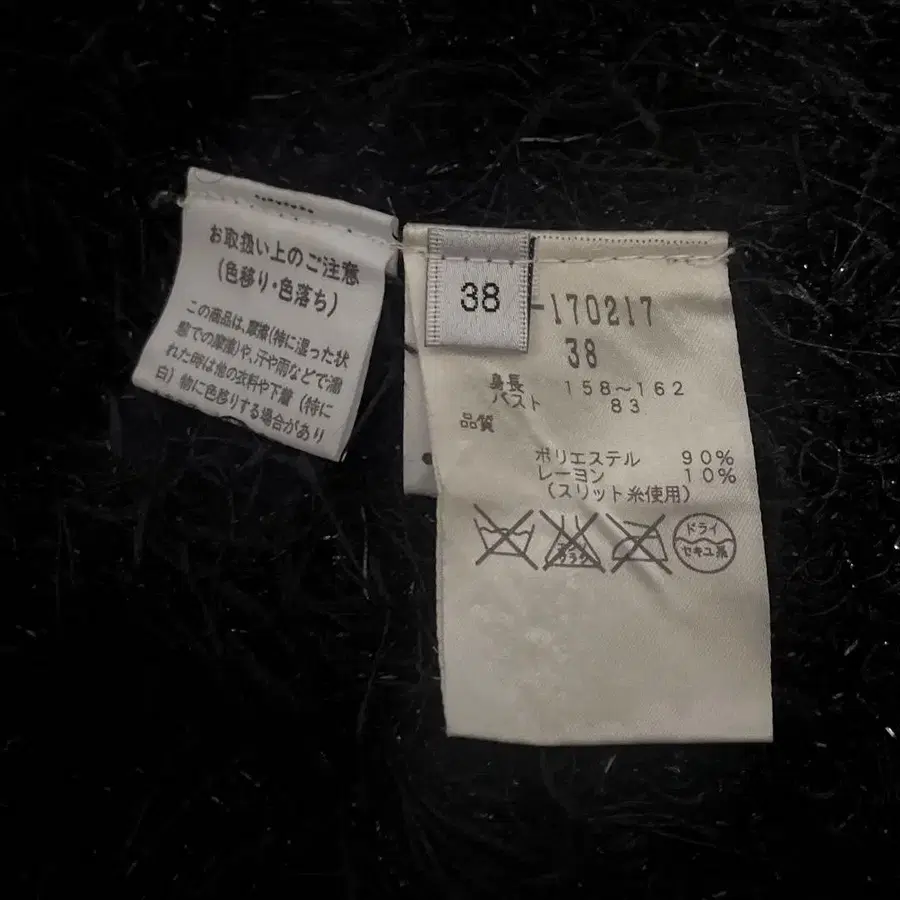 お取扱い上のご注意
(色移り・色落ち)
この商品は、摩擦(特に湿った状
態での摩擦)や、汗や雨などで濡
れた時は他の衣料や下着(特に
白)物に色移りする場合があり
38
-170217
38
身長 158～162
バスト 83
品質
ポリエステル 90%
レーヨン 10%
(スリット糸使用)
ドライ
セキユ系